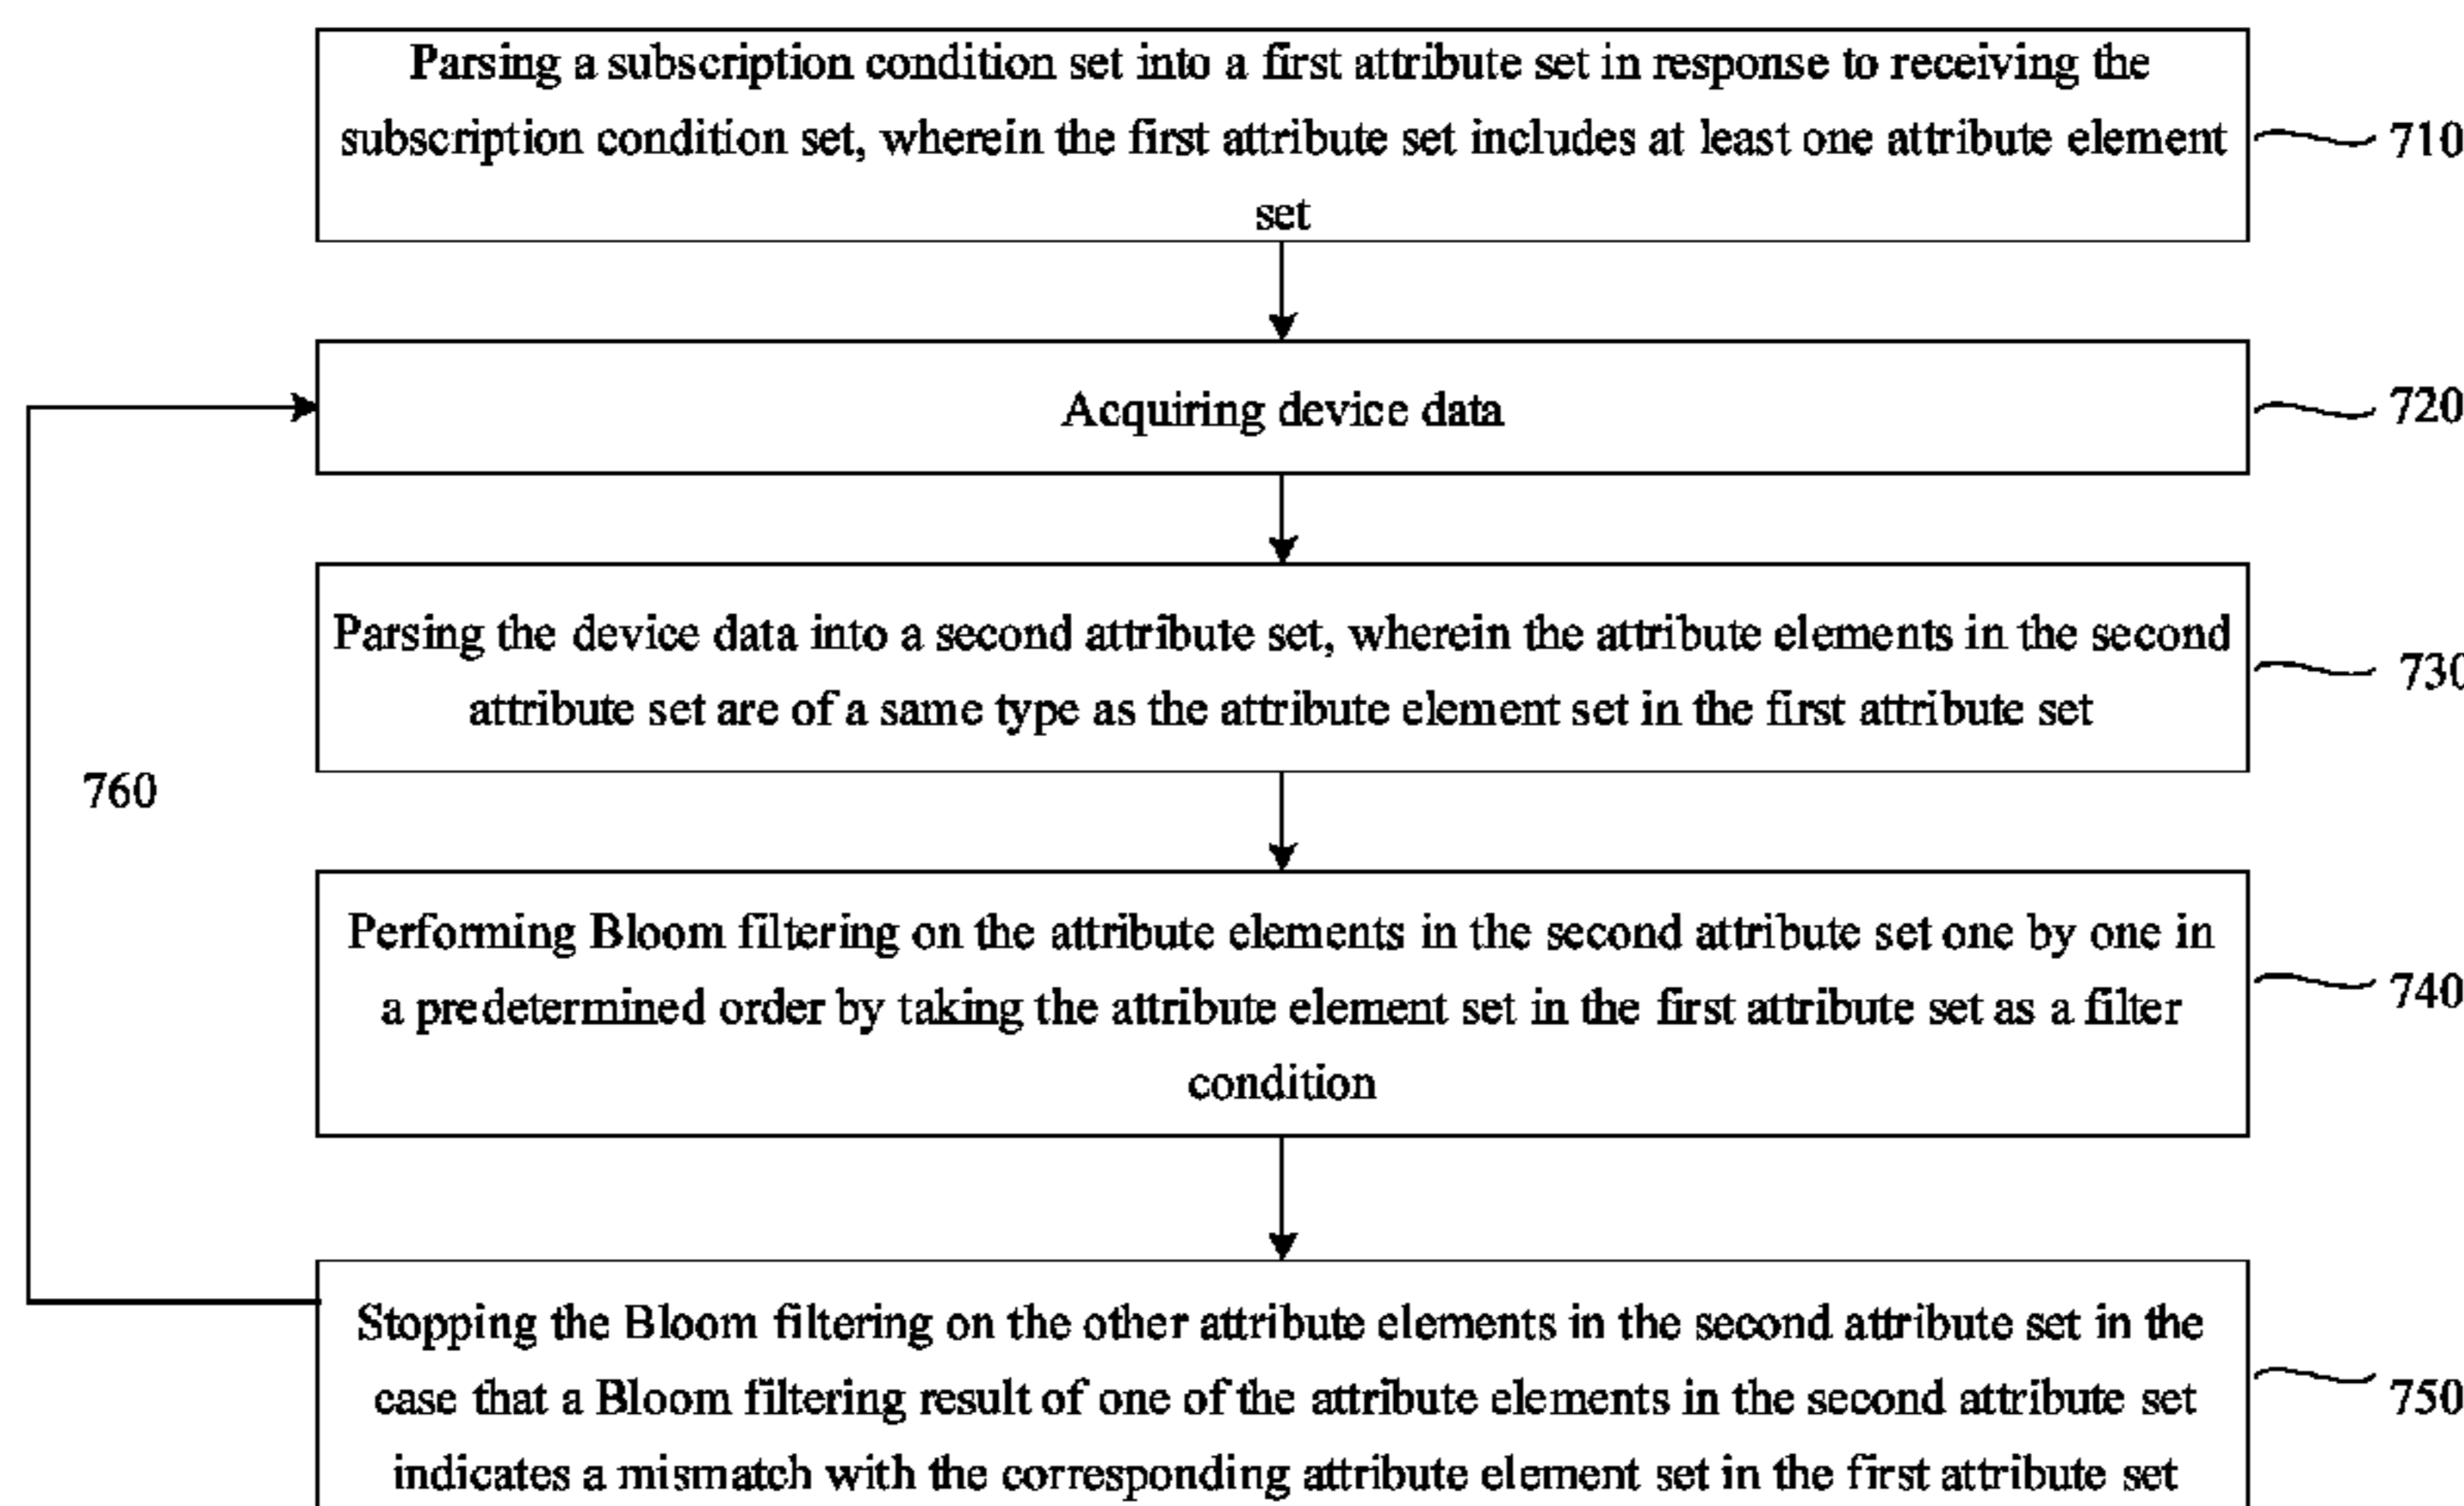 Parsing a subscription condition set into a first attribute set in response to receiving the
subscription condition set, wherein the first attribute set includes at least one attribute element
set
710
Acquiring device data
720
Parsing the device data into a second attribute set, wherein the attribute elements in the second
attribute set are of a same type as the attribute element set in the first attribute set
730
760
Performing Bloom filtering on the attribute elements in the second attribute set one by one in
a predetermined order by taking the attribute element set in the first attribute set as a filter
condition
740
Stopping the Bloom filtering on the other attribute elements in the second attribute set in the
case that a Bloom filtering result of one of the attribute elements in the second attribute set
indicates a mismatch with the corresponding attribute element set in the first attribute set
750